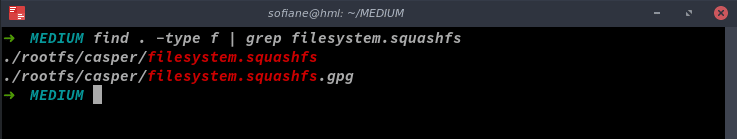 sofiane@hml: ~/MEDIUM
→ MEDIUM find . -type f | grep filesystem.squashfs
./rootfs/casper/filesystem.squashfs
./rootfs/casper/filesystem.squashfs.gpg
→ MEDIUM